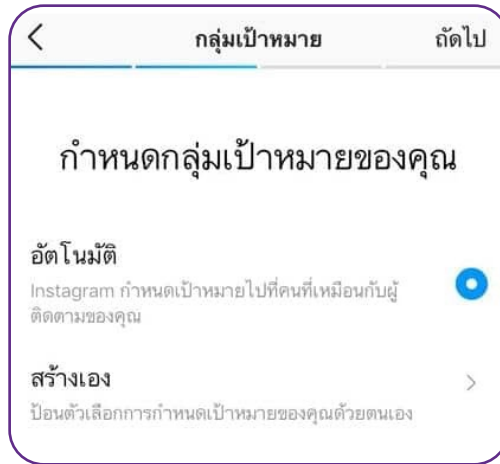 กลุ่มเป้าหมาย ถัดไป
กำหนดกลุ่มเป้าหมายของคุณ
อัตโนมัติ
Instagram กำหนดเป้าหมายไปที่คนที่เหมือนกับผู้
ติดตามของคุณ
สร้างเอง
ป้อนตัวเลือกการกำหนดเป้าหมายของคุณด้วยตนเอง